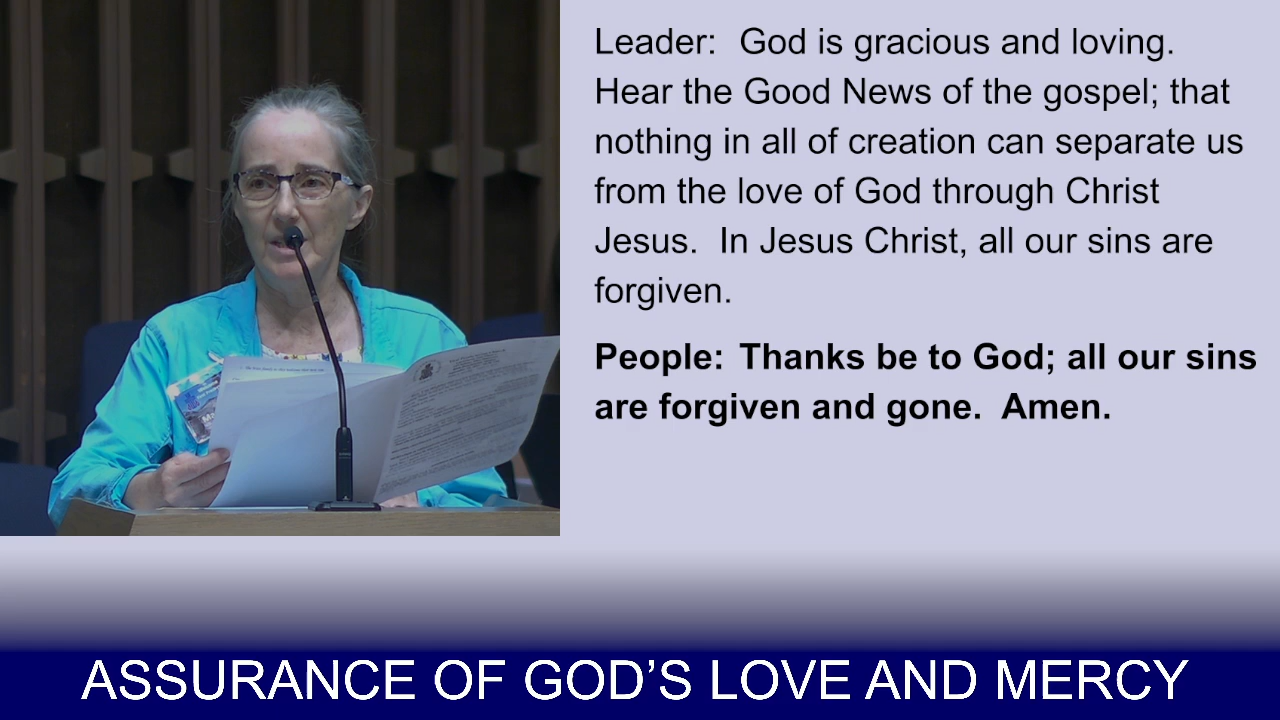 Leader:  God is gracious and loving.
Hear the Good News of the gospel; that
nothing in all of creation can separate us
from the love of God through Christ
Jesus.  In Jesus Christ, all our sins are
forgiven.
People:  Thanks be to God; all our sins
are forgiven and gone.  Amen.
ASSURANCE OF GOD’S LOVE AND MERCY